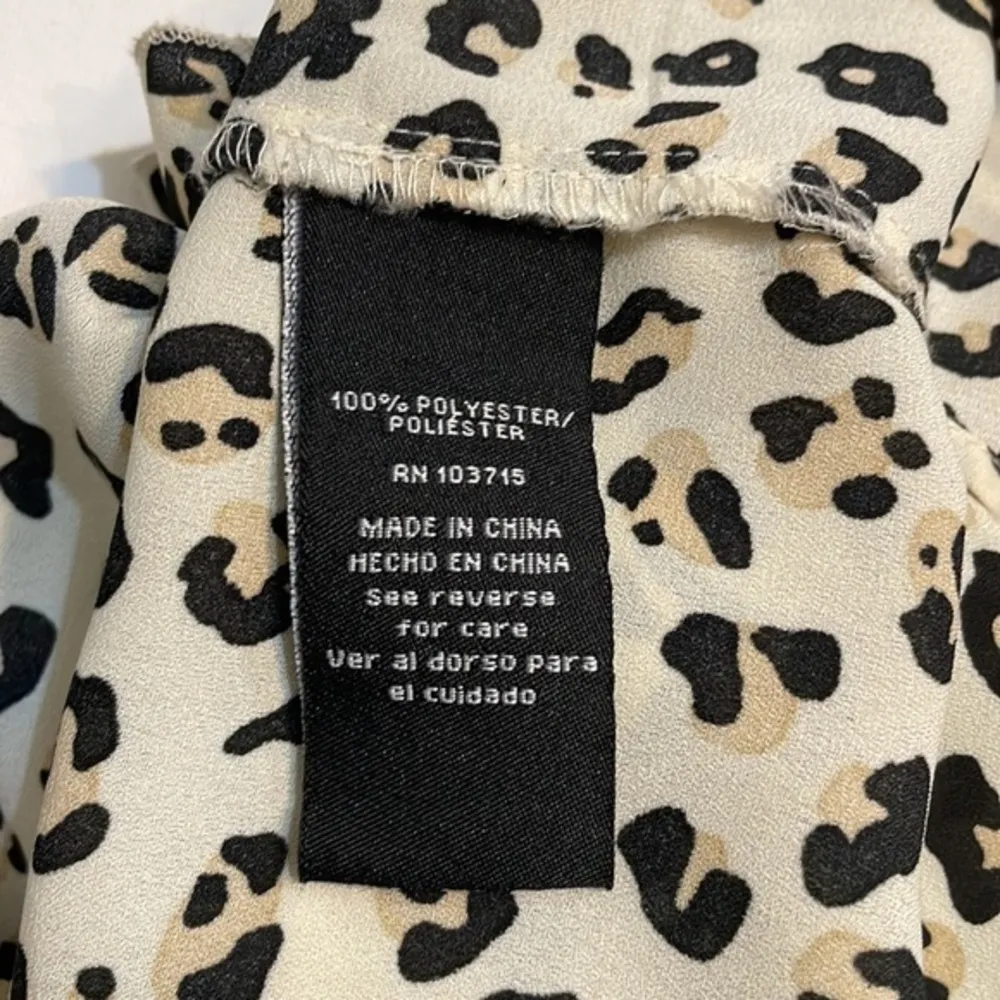 100% POLYESTER/
POLIÉSTER
RN 103715
MADE IN CHINA
HECHO EN CHINA
See reverse
for care
Ver al dorso para
el cuidado